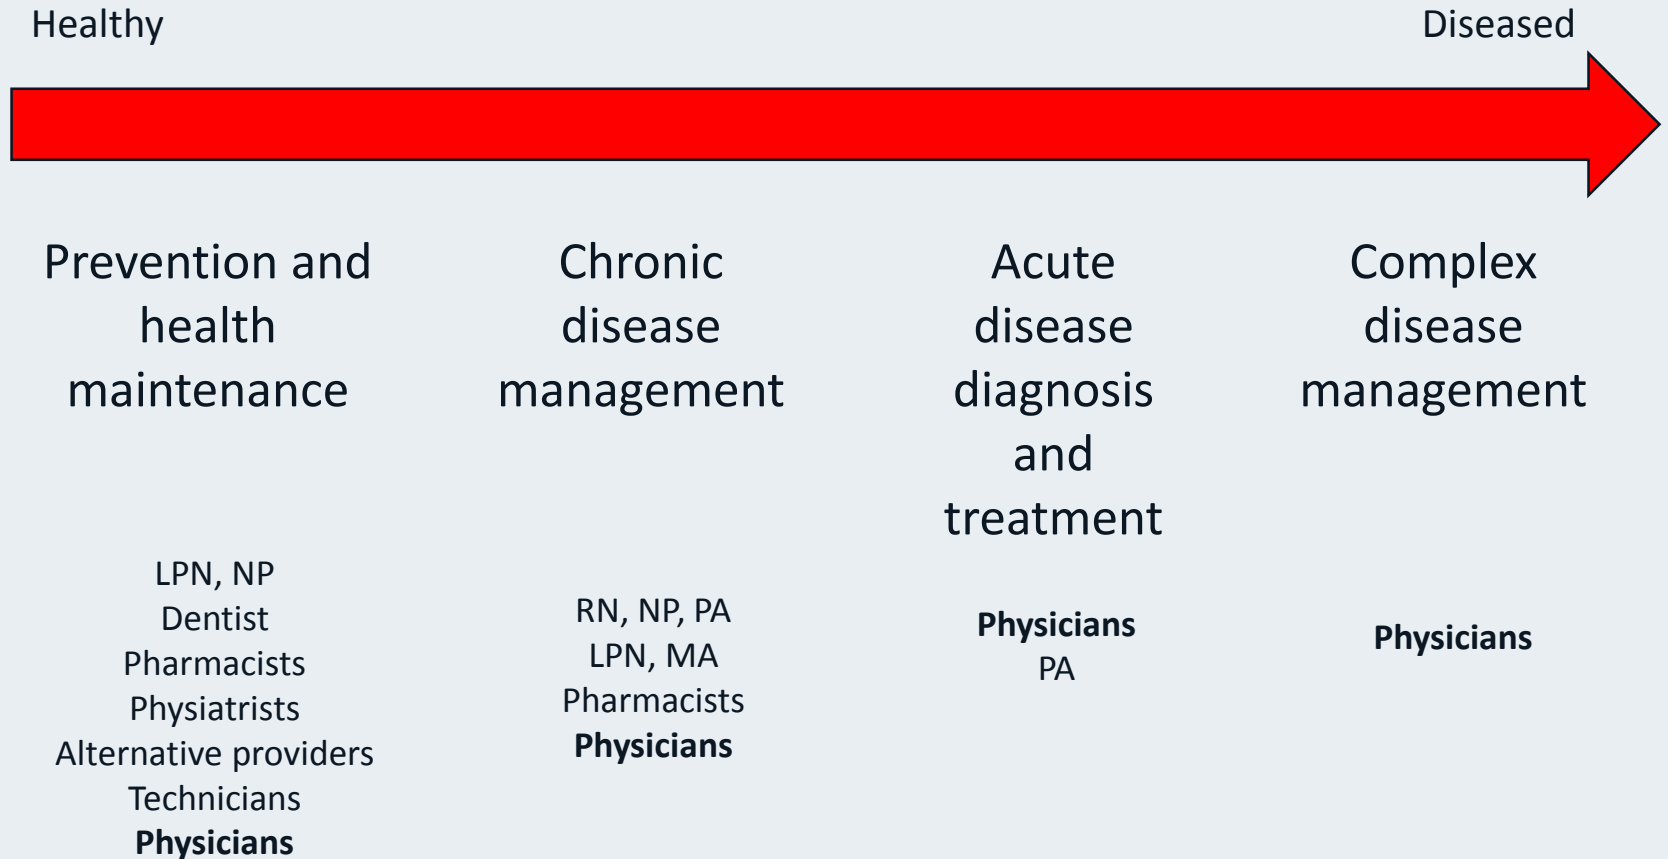 Healthy
Diseased
Prevention and
health
maintenance
Chronic
disease
management
Acute
disease
diagnosis
and
treatment
Complex
disease
management
LPN, NP
Dentist
Pharmacists
Physiatrists
Alternative providers
Technicians
Physicians
RN, NP, PA
LPN, MA
Pharmacists
Physicians
Physicians
PA
Physicians